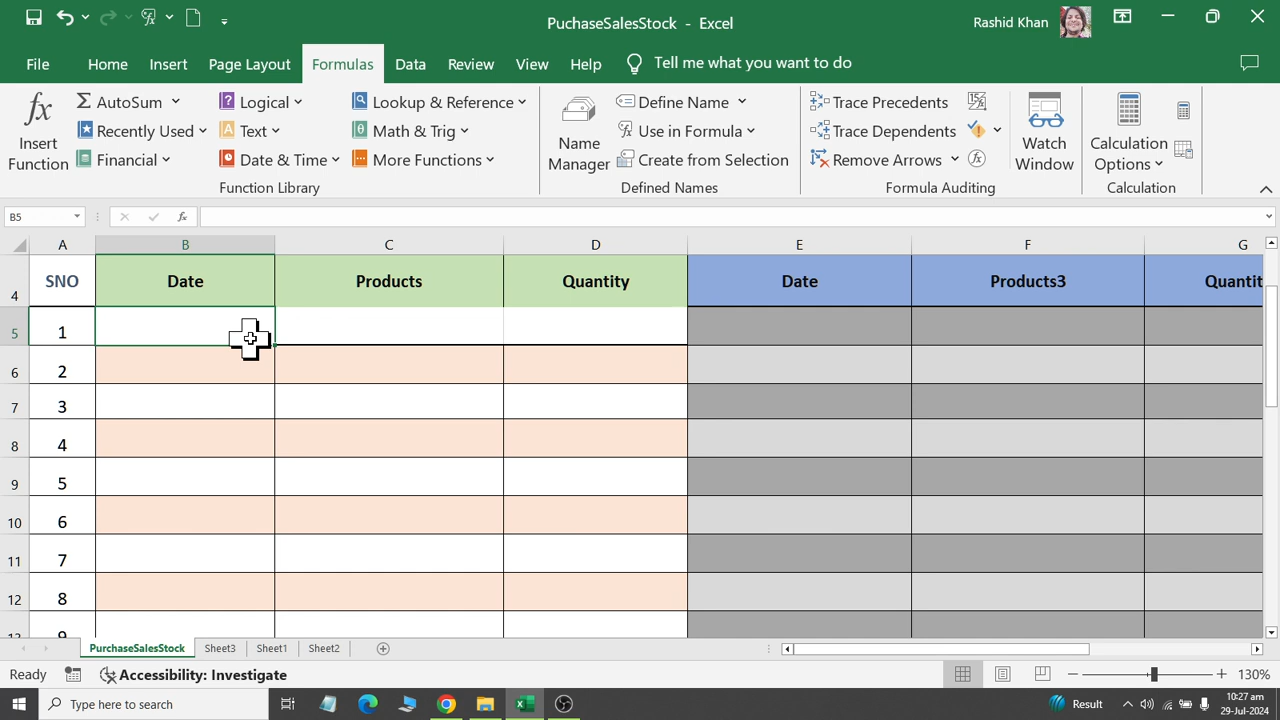 PuchaseSalesStock - Excel
Rashid Khan
File Home Insert Page Layout Formulas Data Review View Help Tell me what you want to do
fx Insert Function
AutoSum
Recently Used
Financial
Logical
Text
Date & Time
Lookup & Reference
Math & Trig
More Functions
Function Library
Name Manager
Define Name
Use in Formula
Create from Selection
Defined Names
Trace Precedents
Trace Dependents
Remove Arrows
fx
Watch Window
Formula Auditing
Calculation Options
Calculation
B5 fx
A B C D E F G
4 SNO Date Products Quantity Date Products3 Quantit
5 1
6 2
7 3
8 4
9 5
10 6
11 7
12 8
13 9
PurchaseSalesStock Sheet3 Sheet1 Sheet2
Ready Accessibility: Investigate 130%
Type here to search Result 10:27 am
29-Jul-2024